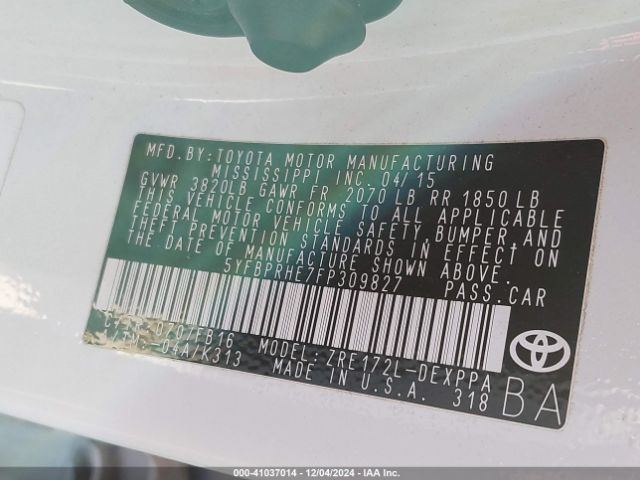 MFD.BY:TOYOTA MOTOR MANUFACTURING
MISSISSIPPI INC 04/15
GVWR 3820LB GAWR FR 2070 LB RR 1850 LB
THIS VEHICLE CONFORMS TO ALL APPLICABLE
FEDERAL MOTOR VEHICLE SAFETY, BUMPER,AND
THEFT PREVENTION STANDARDS IN EFFECT ON
THE DATE OF MANUFACTURE SHOWN ABOVE.
5YFBPRHE7FP309827 PASS.CAR
C/TR 070/FB16 MODEL: ZRE172L-DEXPPA
A/TM -04A/K313 MADE IN U.S.A. 318
BA
TOYOTA
000-41037014 - 12/04/2024 - IAA Inc.